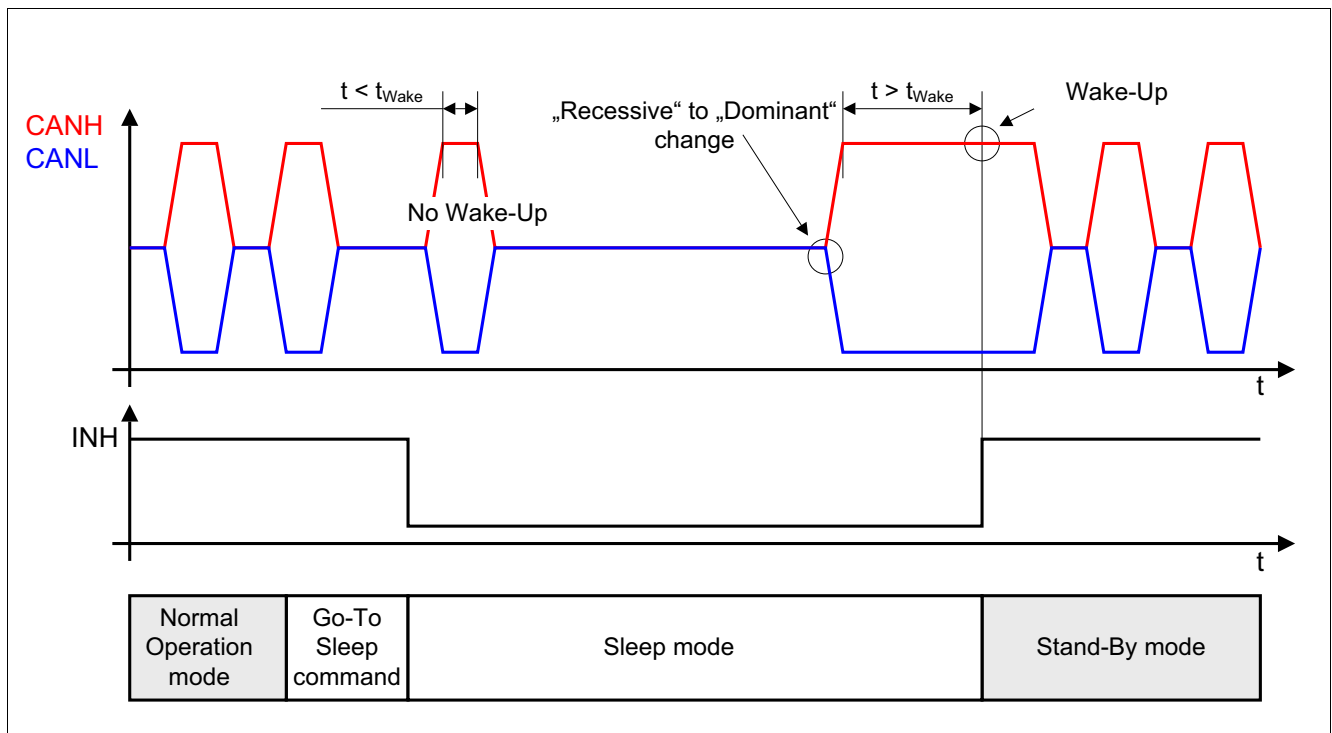 t < tWake
„Recessive“ to „Dominant“
change
t > tWake
Wake-Up
CANH
CANL
No Wake-Up
t
INH
t
Normal
Operation
mode
Go-To
Sleep
command
Sleep mode
Stand-By mode